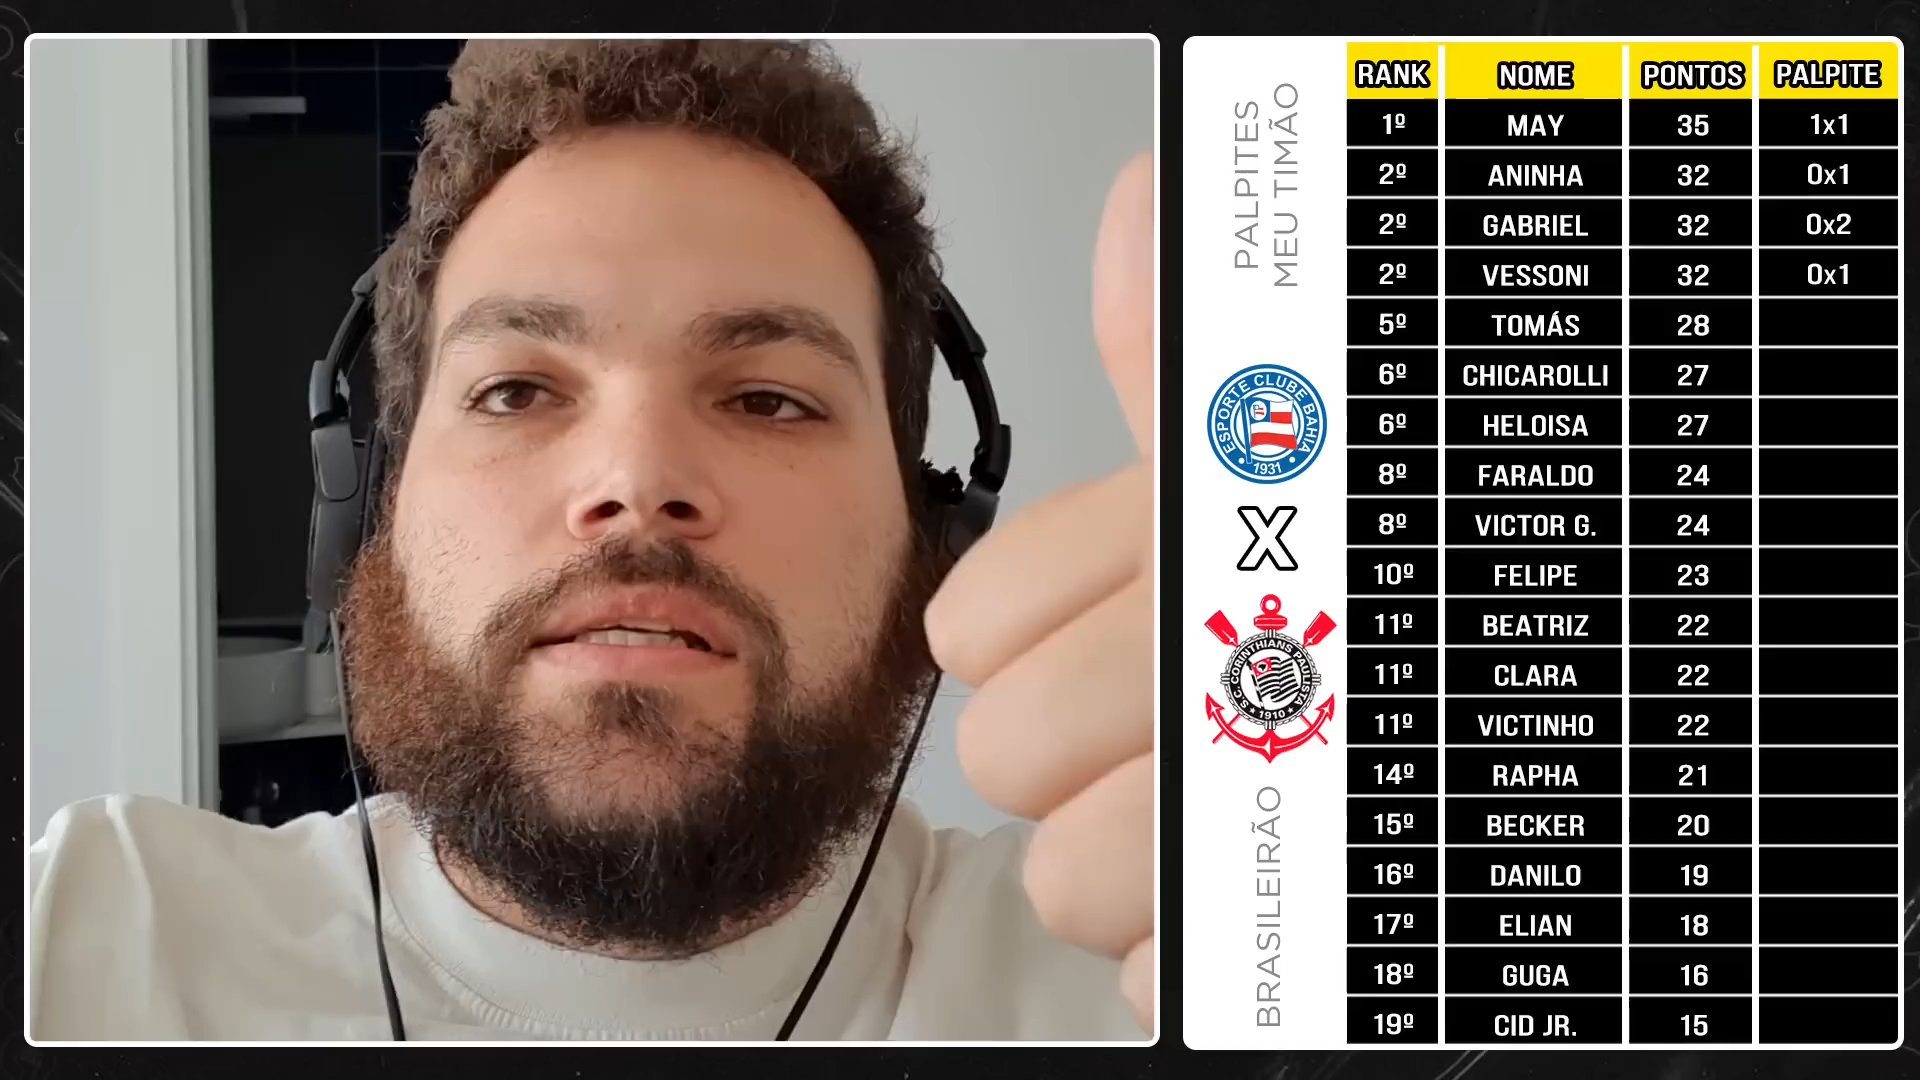 PALPITES
MEU TIMÃO
ESPORTE CLUBE BAHIA
1931
X
S. C. CORINTHIANS PAULISTA
1910
BRASILEIRÃO
RANK NOME PONTOS PALPITE
1º MAY 35 1x1
2º ANINHA 32 0x1
2º GABRIEL 32 0x2
2º VESSONI 32 0x1
5º TOMÁS 28
6º CHICAROLLI 27
6º HELOISA 27
8º FARALDO 24
8º VICTOR G. 24
10º FELIPE 23
11º BEATRIZ 22
11º CLARA 22
11º VICTINHO 22
14º RAPHA 21
15º BECKER 20
16º DANILO 19
17º ELIAN 18
18º GUGA 16
19º CID JR. 15